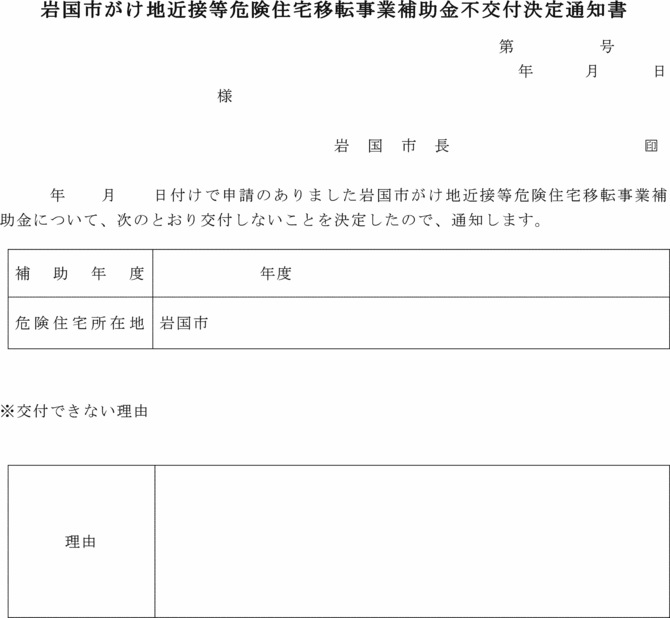 岩国市がけ地近接等危険住宅移転事業補助金不交付決定通知書
第　　　　　号
年　　　月　　　日
様
岩　国　市　長　　　　　　　　　　　　印
年　　月　　日付けで申請のありました岩国市がけ地近接等危険住宅移転事業補
助金について、次のとおり交付しないことを決定したので、通知します。
補　助　年　度　　　　　　　年度
危険住宅所在地　岩国市
※交付できない理由
理由